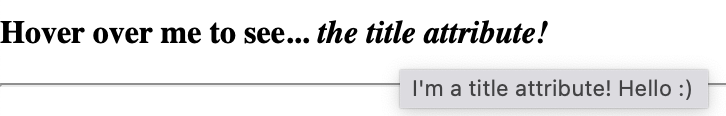 Hover over me to see... the title attribute!
I'm a title attribute! Hello :)